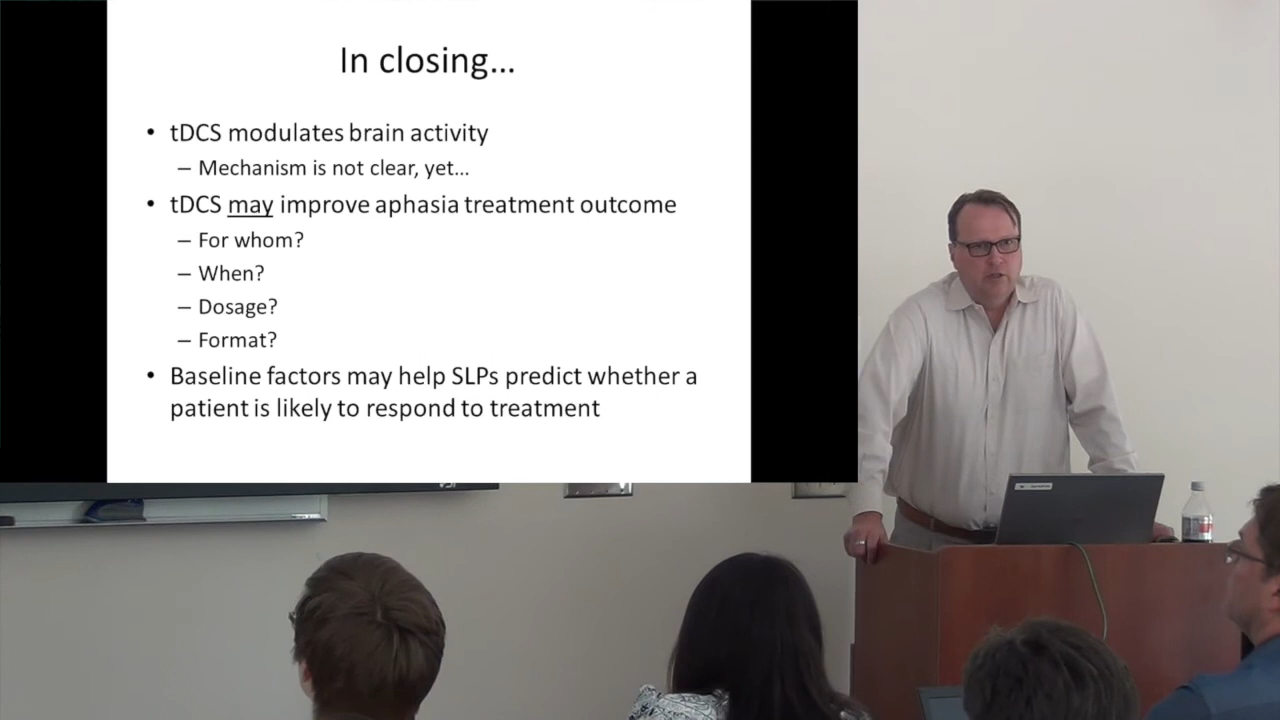 In closing...
• tDCS modulates brain activity
– Mechanism is not clear, yet...
• tDCS may improve aphasia treatment outcome
– For whom?
– When?
– Dosage?
– Format?
• Baseline factors may help SLPs predict whether a
patient is likely to respond to treatment